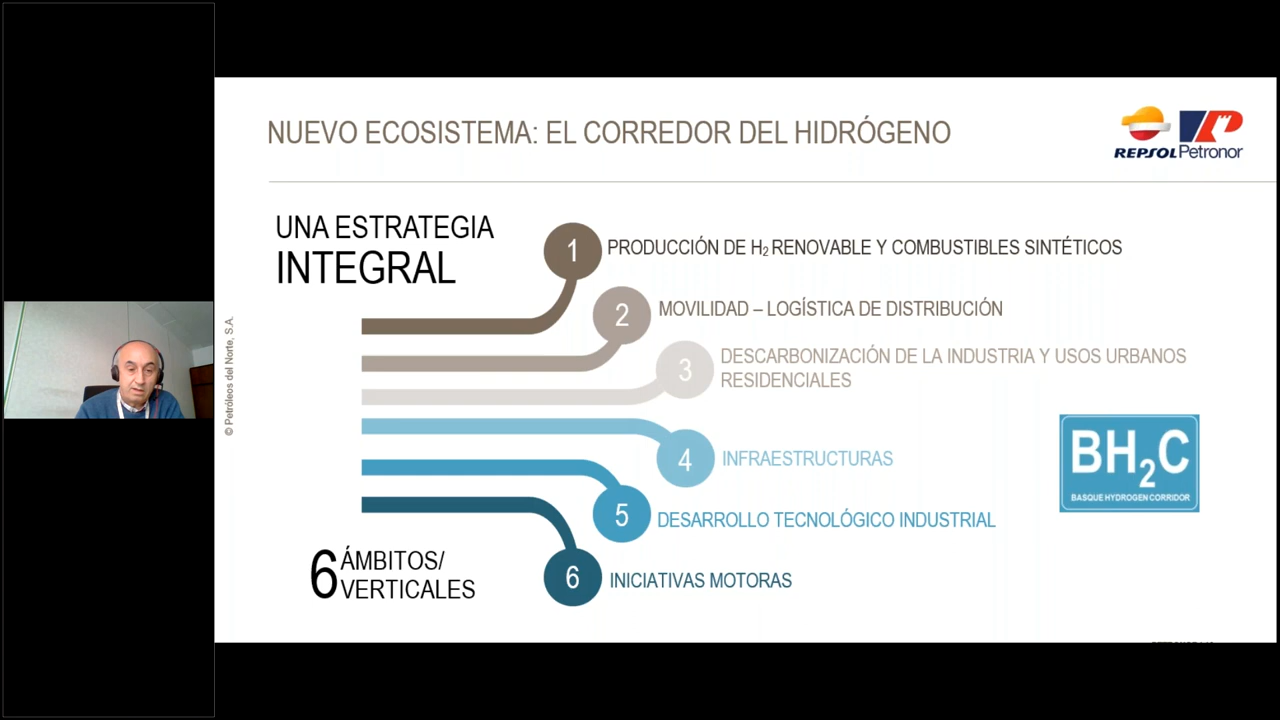 NUEVO ECOSISTEMA: EL CORREDOR DEL HIDRÓGENO
REPSOL Petronor
UNA ESTRATEGIA
INTEGRAL
1 PRODUCCIÓN DE H₂ RENOVABLE Y COMBUSTIBLES SINTÉTICOS
2 MOVILIDAD – LOGÍSTICA DE DISTRIBUCIÓN
3 DESCARBONIZACIÓN DE LA INDUSTRIA Y USOS URBANOS
RESIDENCIALES
4 INFRAESTRUCTURAS
5 DESARROLLO TECNOLÓGICO INDUSTRIAL
6 INICIATIVAS MOTORAS
6 ÁMBITOS/
VERTICALES
BH₂C
BASQUE HYDROGEN CORRIDOR
© Petróleos del Norte, S.A.